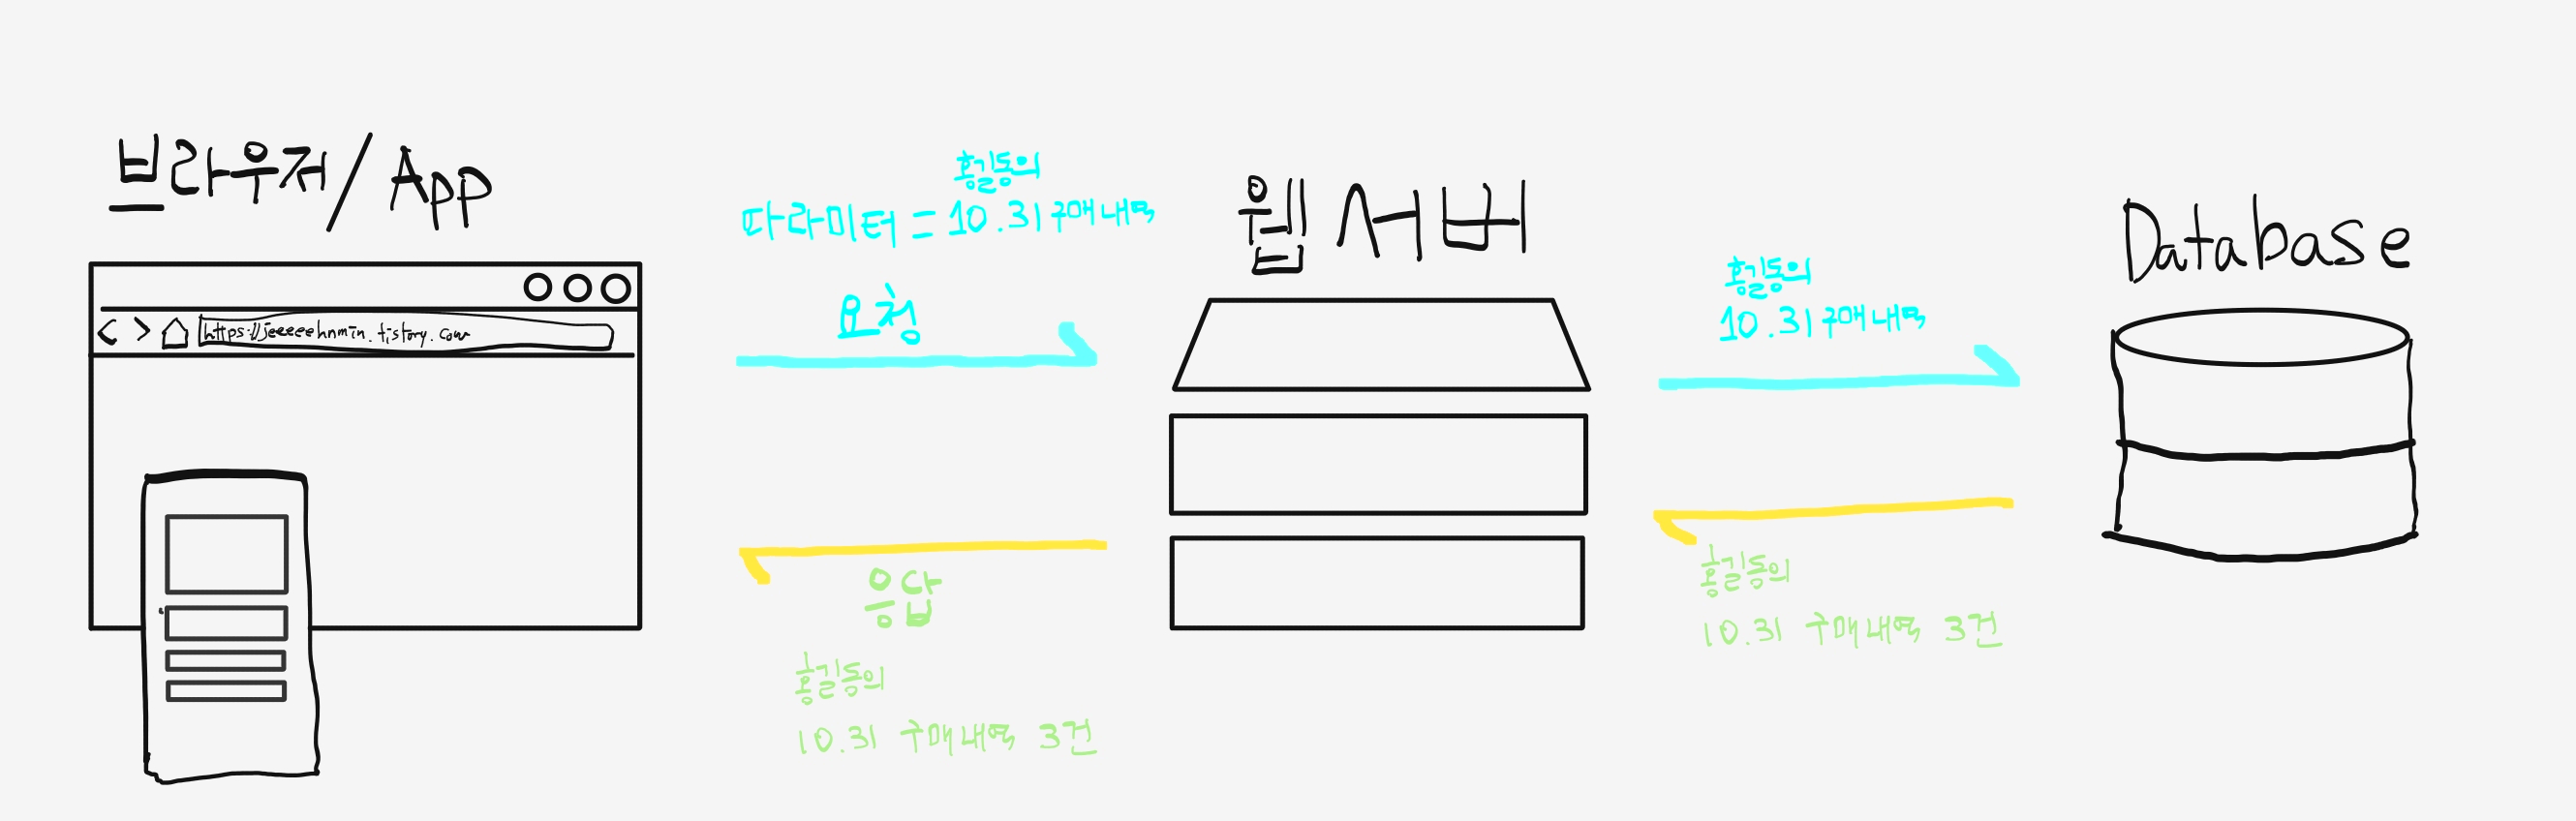 브라우저/App
https://jeeeeehnmin.tistory.com
홍길동의
파라미터 = 10.31 구매내역
요청
웹서버
홍길동의
10.31 구매내역
Database
응답
홍길동의
10.31 구매내역 3건
홍길동의
10.31 구매내역 3건